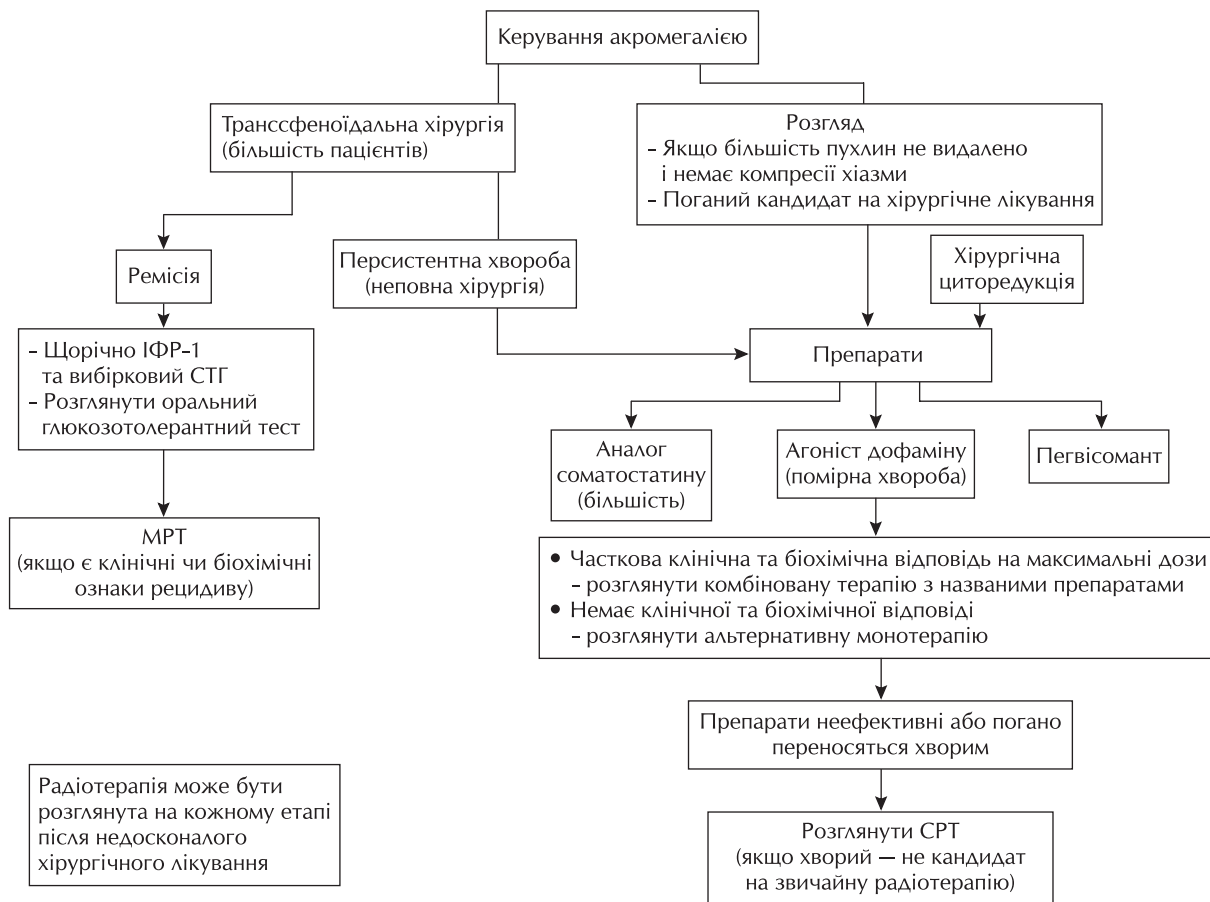 Керування акромегалією
Транссфеноїдальна хірургія
(більшість пацієнтів)
Розгляд
– Якщо більшість пухлин не видалено
і немає компресії хіазми
– Поганий кандидат на хірургічне лікування
Ремісія
Персистентна хвороба
(неповна хірургія)
Хірургічна
циторедукція
– Щорічно ІФР-1
та вибірковий СТГ
– Розглянути оральний
глюкозотолерантний тест
Препарати
Аналог
соматостатину
(більшість)
Агоніст дофаміну
(помірна хвороба)
Пегвісомант
МРТ
(якщо є клінічні чи біохімічні
ознаки рецидиву)
• Часткова клінічна та біохімічна відповідь на максимальні дози
– розглянути комбіновану терапію з названими препаратами
• Немає клінічної та біохімічної відповіді
– розглянути альтернативну монотерапію
Препарати неефективні або погано
переносяться хворим
Радіотерапія може бути
розглянута на кожному етапі
після недосконалого
хірургічного лікування
Розглянути СРТ
(якщо хворий — не кандидат
на звичайну радіотерапію)